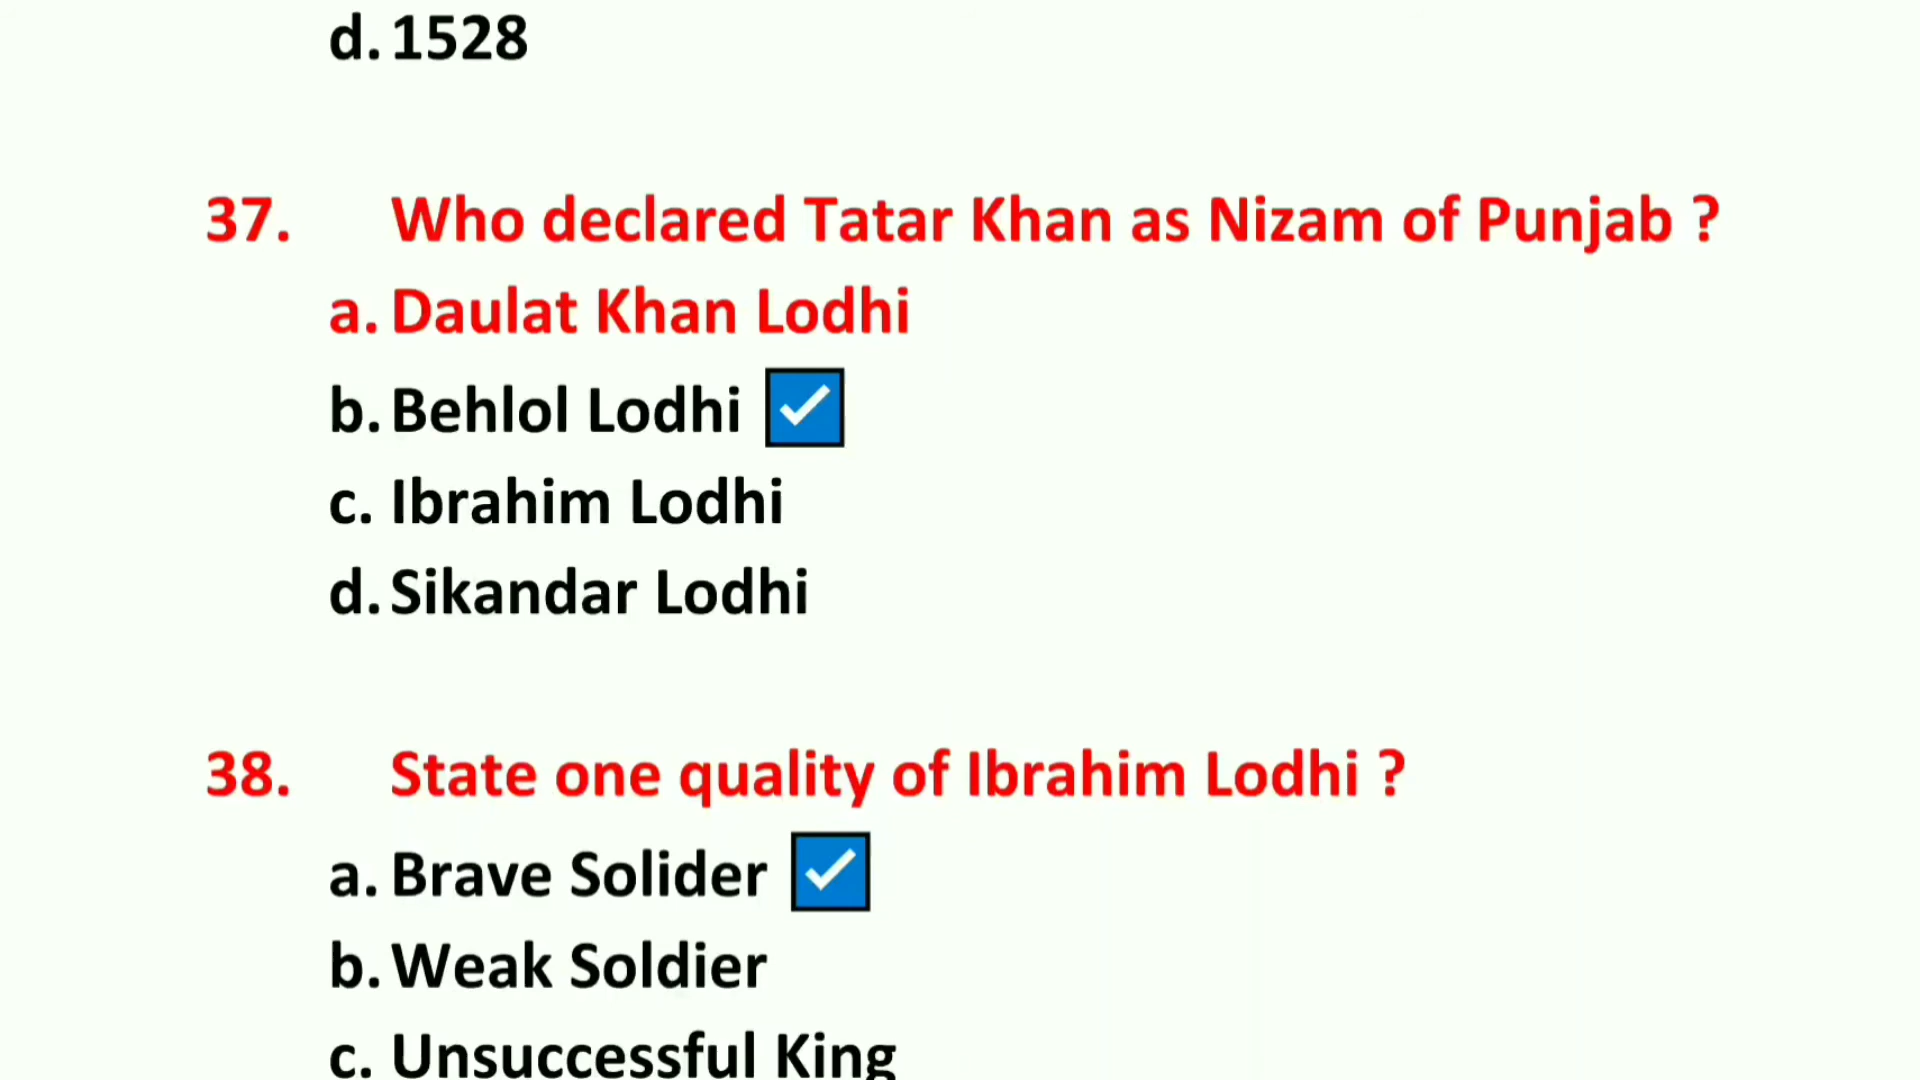 d. 1528
37. Who declared Tatar Khan as Nizam of Punjab ?
a. Daulat Khan Lodhi
b. Behlol Lodhi ✓
c. Ibrahim Lodhi
d. Sikandar Lodhi
38. State one quality of Ibrahim Lodhi ?
a. Brave Solider ✓
b. Weak Soldier
c. Unsuccessful King